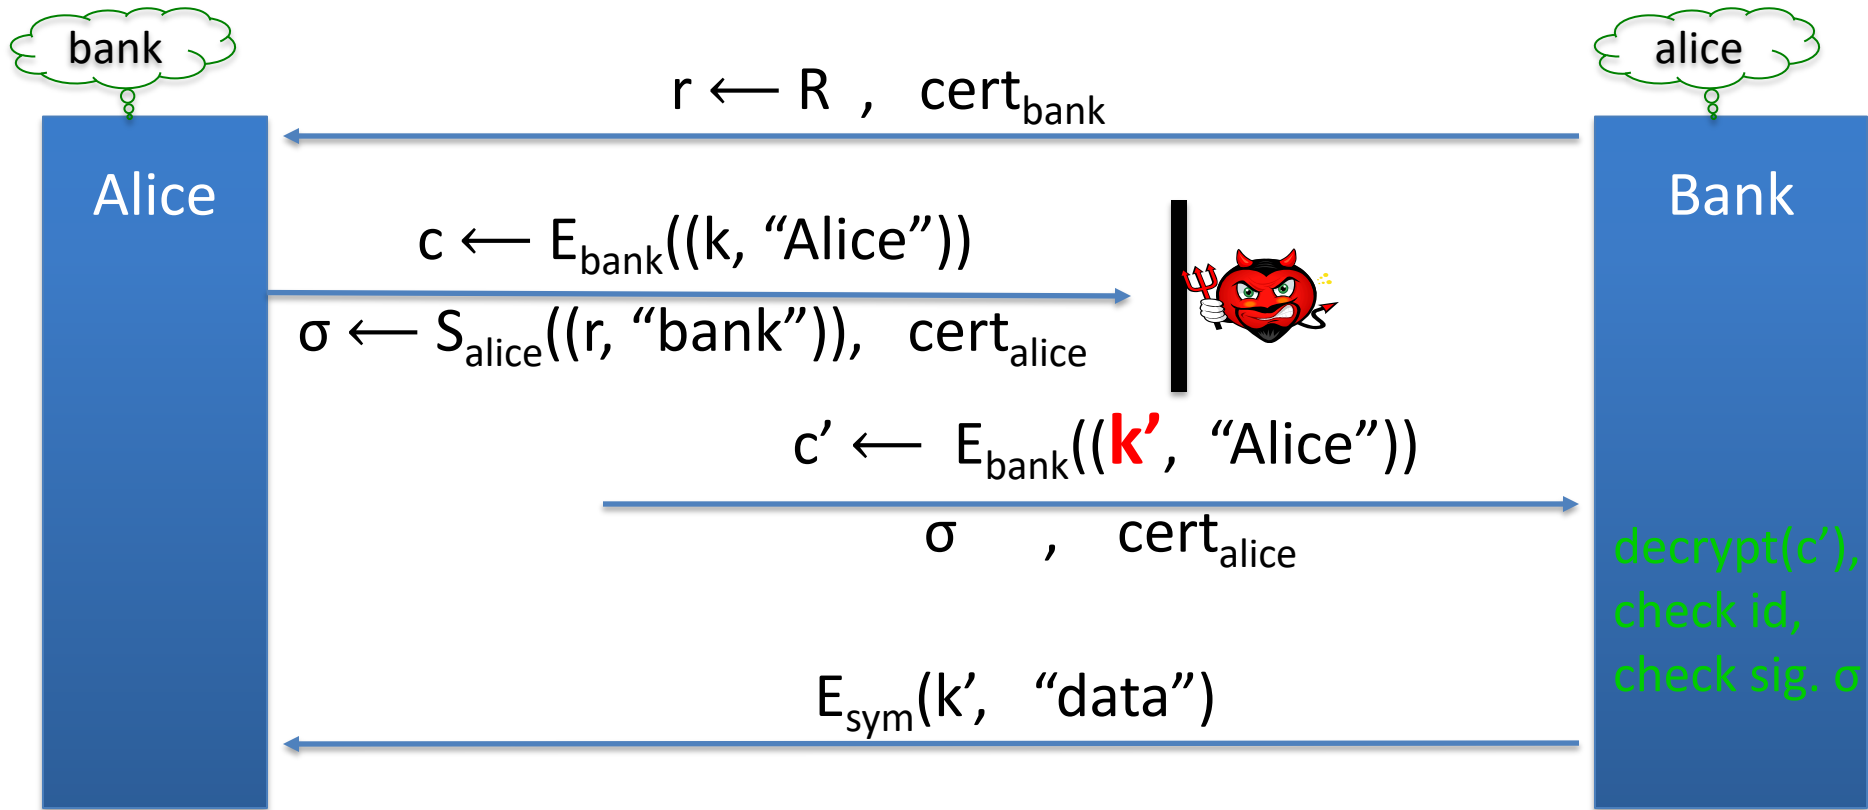 bank
alice
r ⟵ R , cert_bank
Alice
Bank
c ⟵ E_bank((k, “Alice”))
σ ⟵ S_alice((r, “bank”)), cert_alice
c’ ⟵ E_bank((k’, “Alice”))
σ , cert_alice
decrypt(c’),
check id,
check sig. σ
E_sym(k’, “data”)